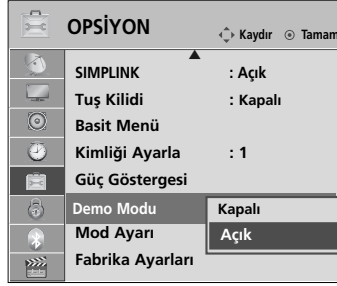 OPSİYON Kaydır Tamam
SIMPLINK : Açık
Tuş Kilidi : Kapalı
Basit Menü
Kimliği Ayarla : 1
Güç Göstergesi
Demo Modu Kapalı
Mod Ayarı Açık
Fabrika Ayarları